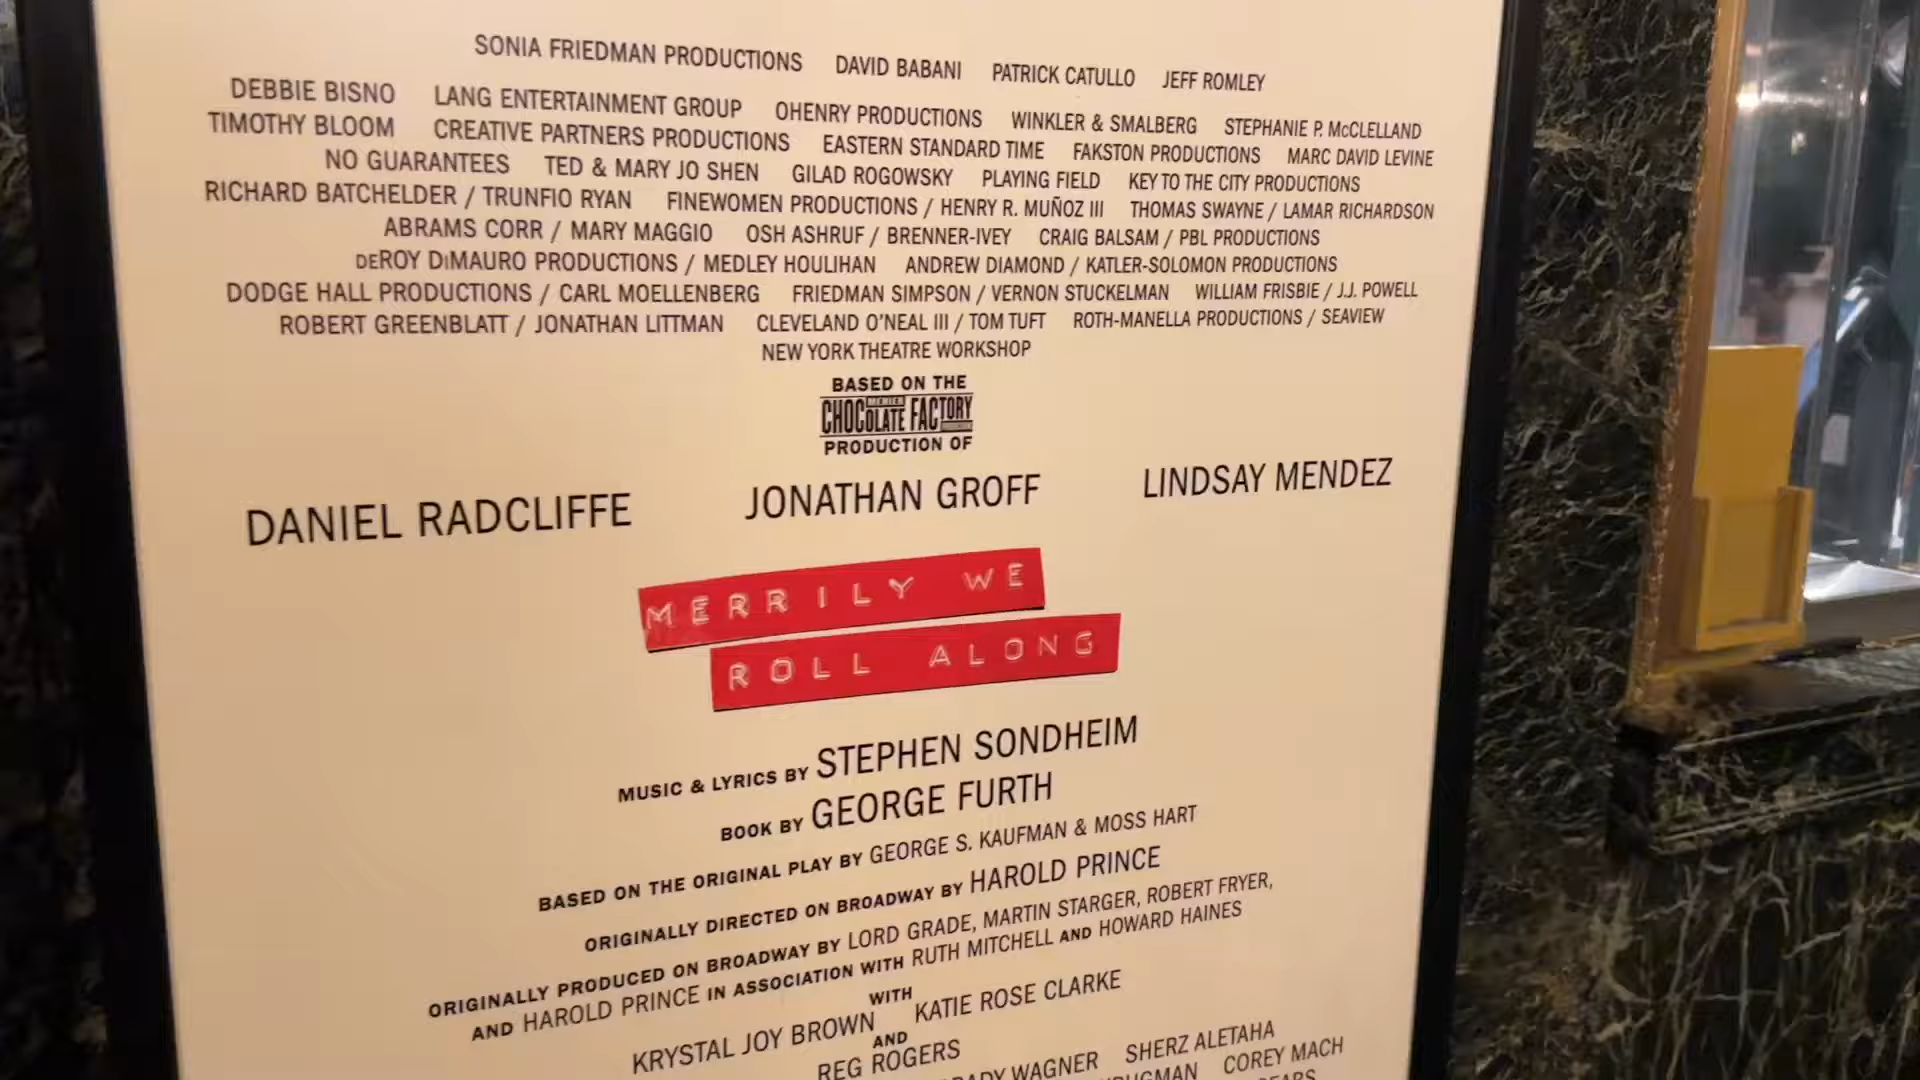 SONIA FRIEDMAN PRODUCTIONS DAVID BABANI PATRICK CATULLO JEFF ROMLEY
DEBBIE BISNO LANG ENTERTAINMENT GROUP OHENRY PRODUCTIONS WINKLER & SMALBERG STEPHANIE P. McCLELLAND
TIMOTHY BLOOM CREATIVE PARTNERS PRODUCTIONS EASTERN STANDARD TIME FAKSTON PRODUCTIONS MARC DAVID LEVINE
NO GUARANTEES TED & MARY JO SHEN GILAD ROGOWSKY PLAYING FIELD KEY TO THE CITY PRODUCTIONS
RICHARD BATCHELDER / TRUNFIO RYAN FINEWOMEN PRODUCTIONS / HENRY R. MUÑOZ III THOMAS SWAYNE / LAMAR RICHARDSON
ABRAMS CORR / MARY MAGGIO OSH ASHRUF / BRENNER-IVEY CRAIG BALSAM / PBL PRODUCTIONS
DEROY DIMAURO PRODUCTIONS / MEDLEY HOULIHAN ANDREW DIAMOND / KATLER-SOLOMON PRODUCTIONS
DODGE HALL PRODUCTIONS / CARL MOELLENBERG FRIEDMAN SIMPSON / VERNON STUCKELMAN WILLIAM FRISBIE / J.J. POWELL
ROBERT GREENBLATT / JONATHAN LITTMAN CLEVELAND O'NEAL III / TOM TUFT ROTH-MANELLA PRODUCTIONS / SEAVIEW
NEW YORK THEATRE WORKSHOP
BASED ON THE
CHOCOLATE FACTORY
PRODUCTION OF
DANIEL RADCLIFFE JONATHAN GROFF LINDSAY MENDEZ
MERRILY WE
ROLL ALONG
MUSIC & LYRICS BY STEPHEN SONDHEIM
BOOK BY GEORGE FURTH
BASED ON THE ORIGINAL PLAY BY GEORGE S. KAUFMAN & MOSS HART
ORIGINALLY DIRECTED ON BROADWAY BY HAROLD PRINCE
ORIGINALLY PRODUCED ON BROADWAY BY LORD GRADE, MARTIN STARGER, ROBERT FRYER,
AND HAROLD PRINCE IN ASSOCIATION WITH RUTH MITCHELL AND HOWARD HAINES
WITH
KRYSTAL JOY BROWN KATIE ROSE CLARKE
AND
REG ROGERS
WAGNER SHERZ ALETAHA
COREY MACH